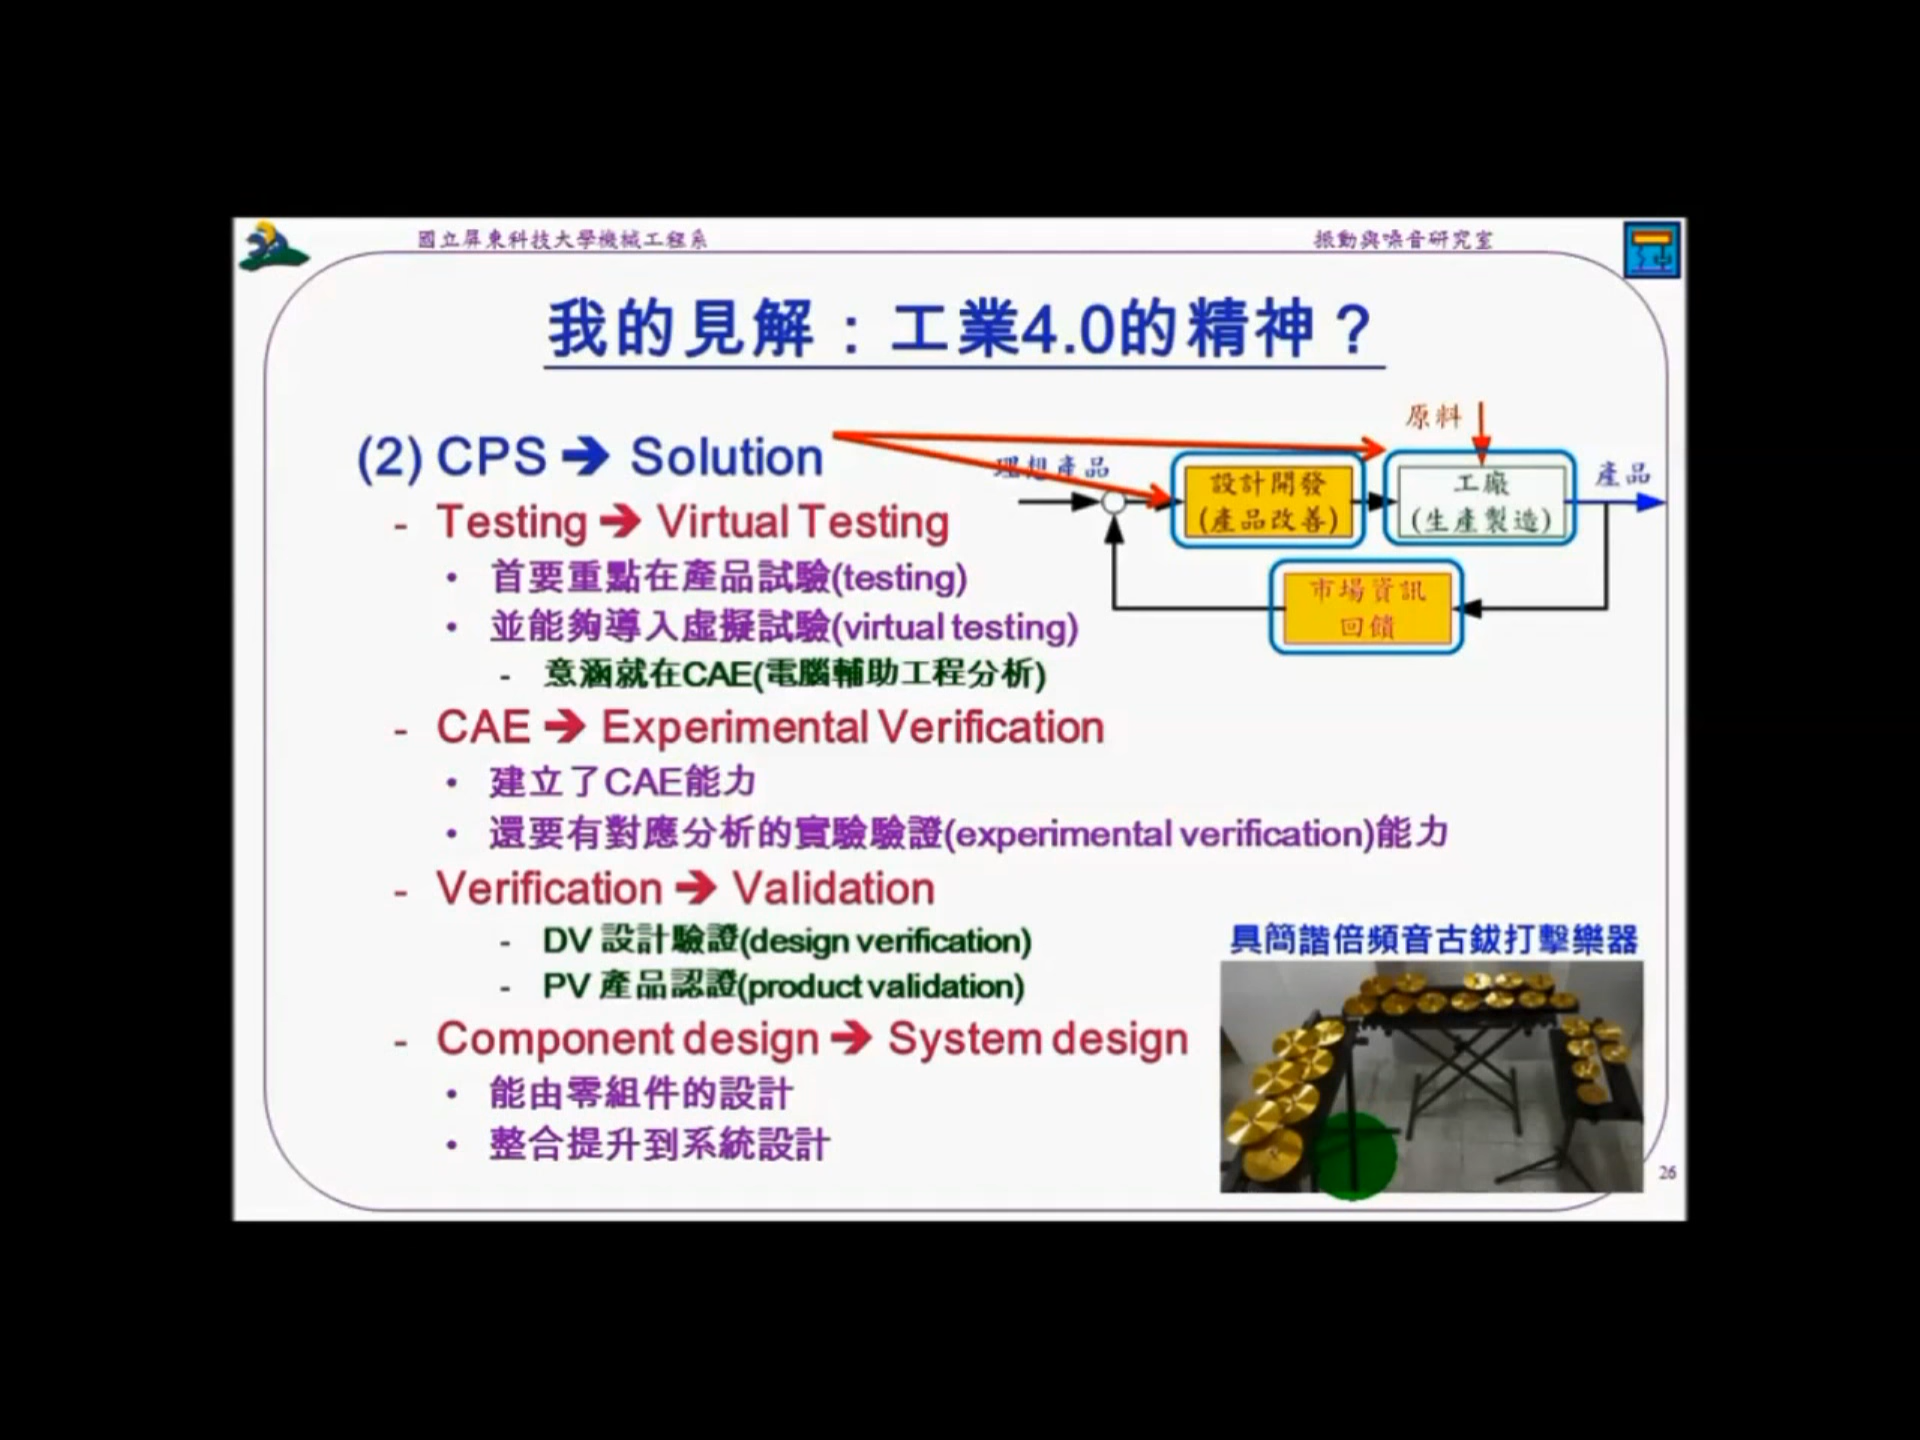 國立屏東科技大學機械工程系
振動與噪音研究室
我的見解：工業4.0的精神？
(2) CPS ➔ Solution
- Testing ➔ Virtual Testing
• 首要重點在產品試驗(testing)
• 並能夠導入虛擬試驗(virtual testing)
- 意涵就在CAE(電腦輔助工程分析)
- CAE ➔ Experimental Verification
• 建立了CAE能力
• 還要有對應分析的實驗驗證(experimental verification)能力
- Verification ➔ Validation
- DV 設計驗證(design verification)
- PV 產品認證(product validation)
- Component design ➔ System design
• 能由零組件的設計
• 整合提升到系統設計
原料
理想產品
設計開發
(產品改善)
工廠
(生產製造)
產品
市場資訊
回饋
具簡諧倍頻音古鈸打擊樂器
26